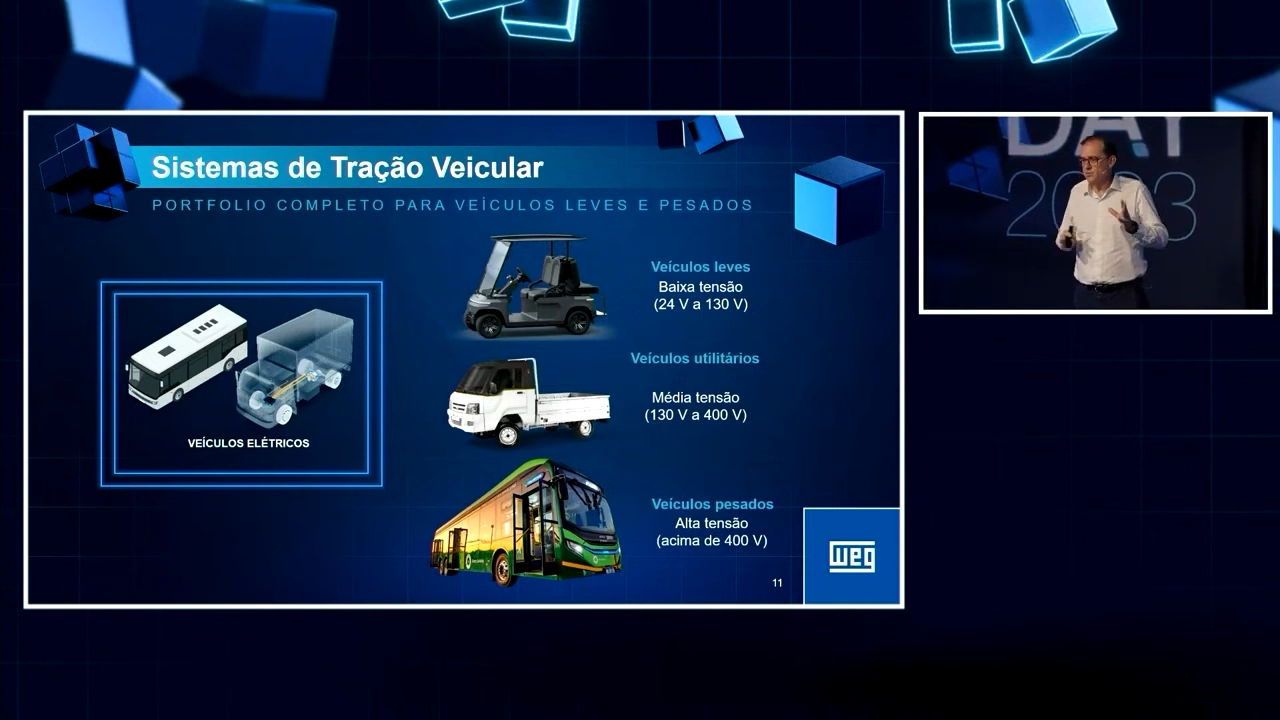 Sistemas de Tração Veicular
PORTFOLIO COMPLETO PARA VEÍCULOS LEVES E PESADOS
VEÍCULOS ELÉTRICOS
Veículos leves
Baixa tensão
(24 V a 130 V)
Veículos utilitários
Média tensão
(130 V a 400 V)
Veículos pesados
Alta tensão
(acima de 400 V)
11
weg
DAY